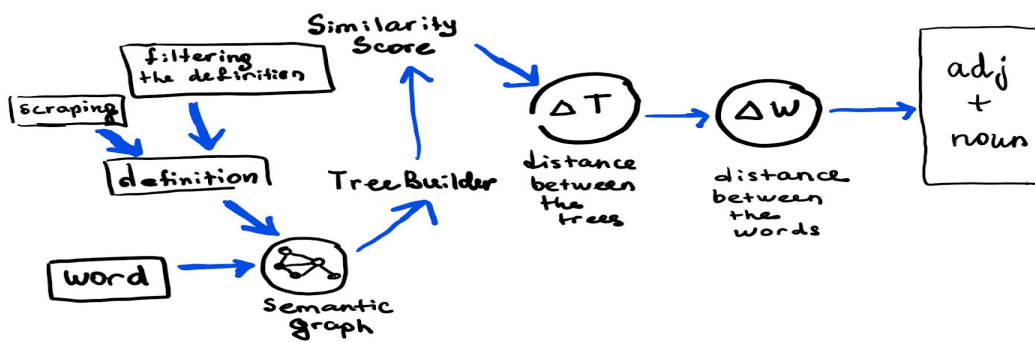 Similarity
Score
filtering
the definition
scraping
definition
TreeBuilder
word
semantic
graph
ΔT
distance
between
the
trees
ΔW
distance
between
the
words
adj
+
noun